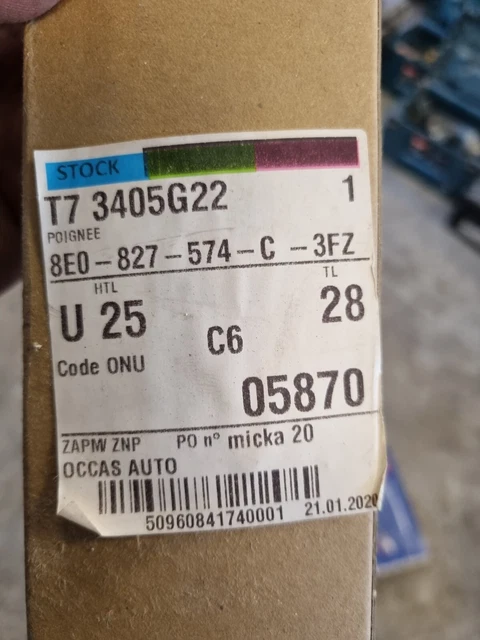 STOCK
T7 3405G22 1
POIGNEE
8E0-827-574-C -3FZ
HTL TL
U 25 C6 28
Code ONU
05870
ZAPM/ ZNP PO n° micka 20
OCCAS AUTO
50960841740001 21.01.2020